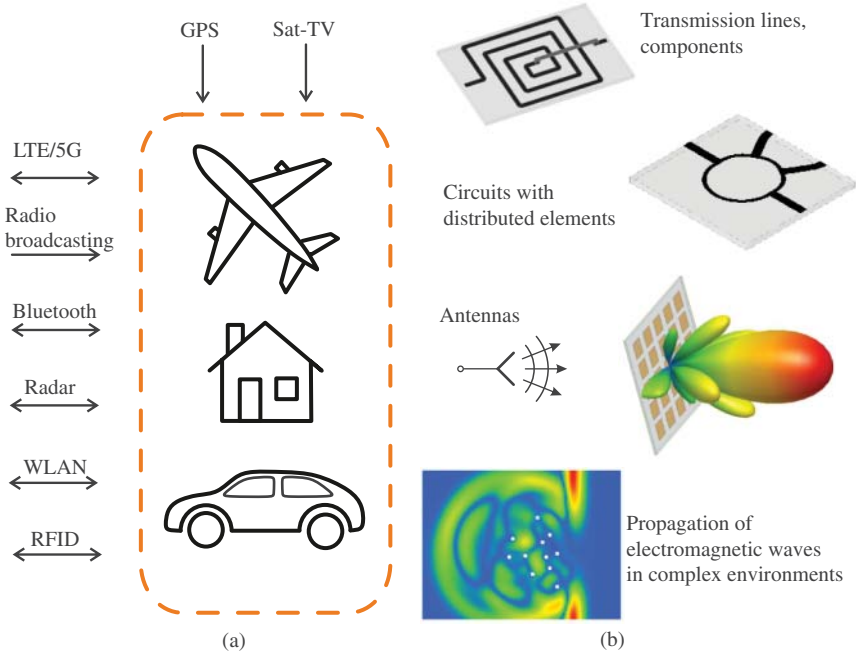 GPS
Sat-TV
LTE/5G
Radio
broadcasting
Bluetooth
Radar
WLAN
RFID
(a)
Transmission lines,
components
Circuits with
distributed elements
Antennas
Propagation of
electromagnetic waves
in complex environments
(b)